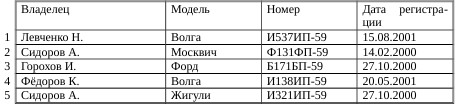 Владелец Модель Номер Дата регистра-
ции
1 Левченко Н. Волга И537ИП-59 15.08.2001
2 Сидоров А. Москвич Ф131ФП-59 14.02.2000
3 Горохов И. Форд Б171БП-59 27.10.2000
4 Фёдоров К. Волга И138ИП-59 20.05.2001
5 Сидоров А. Жигули И321ИП-59 27.10.2000